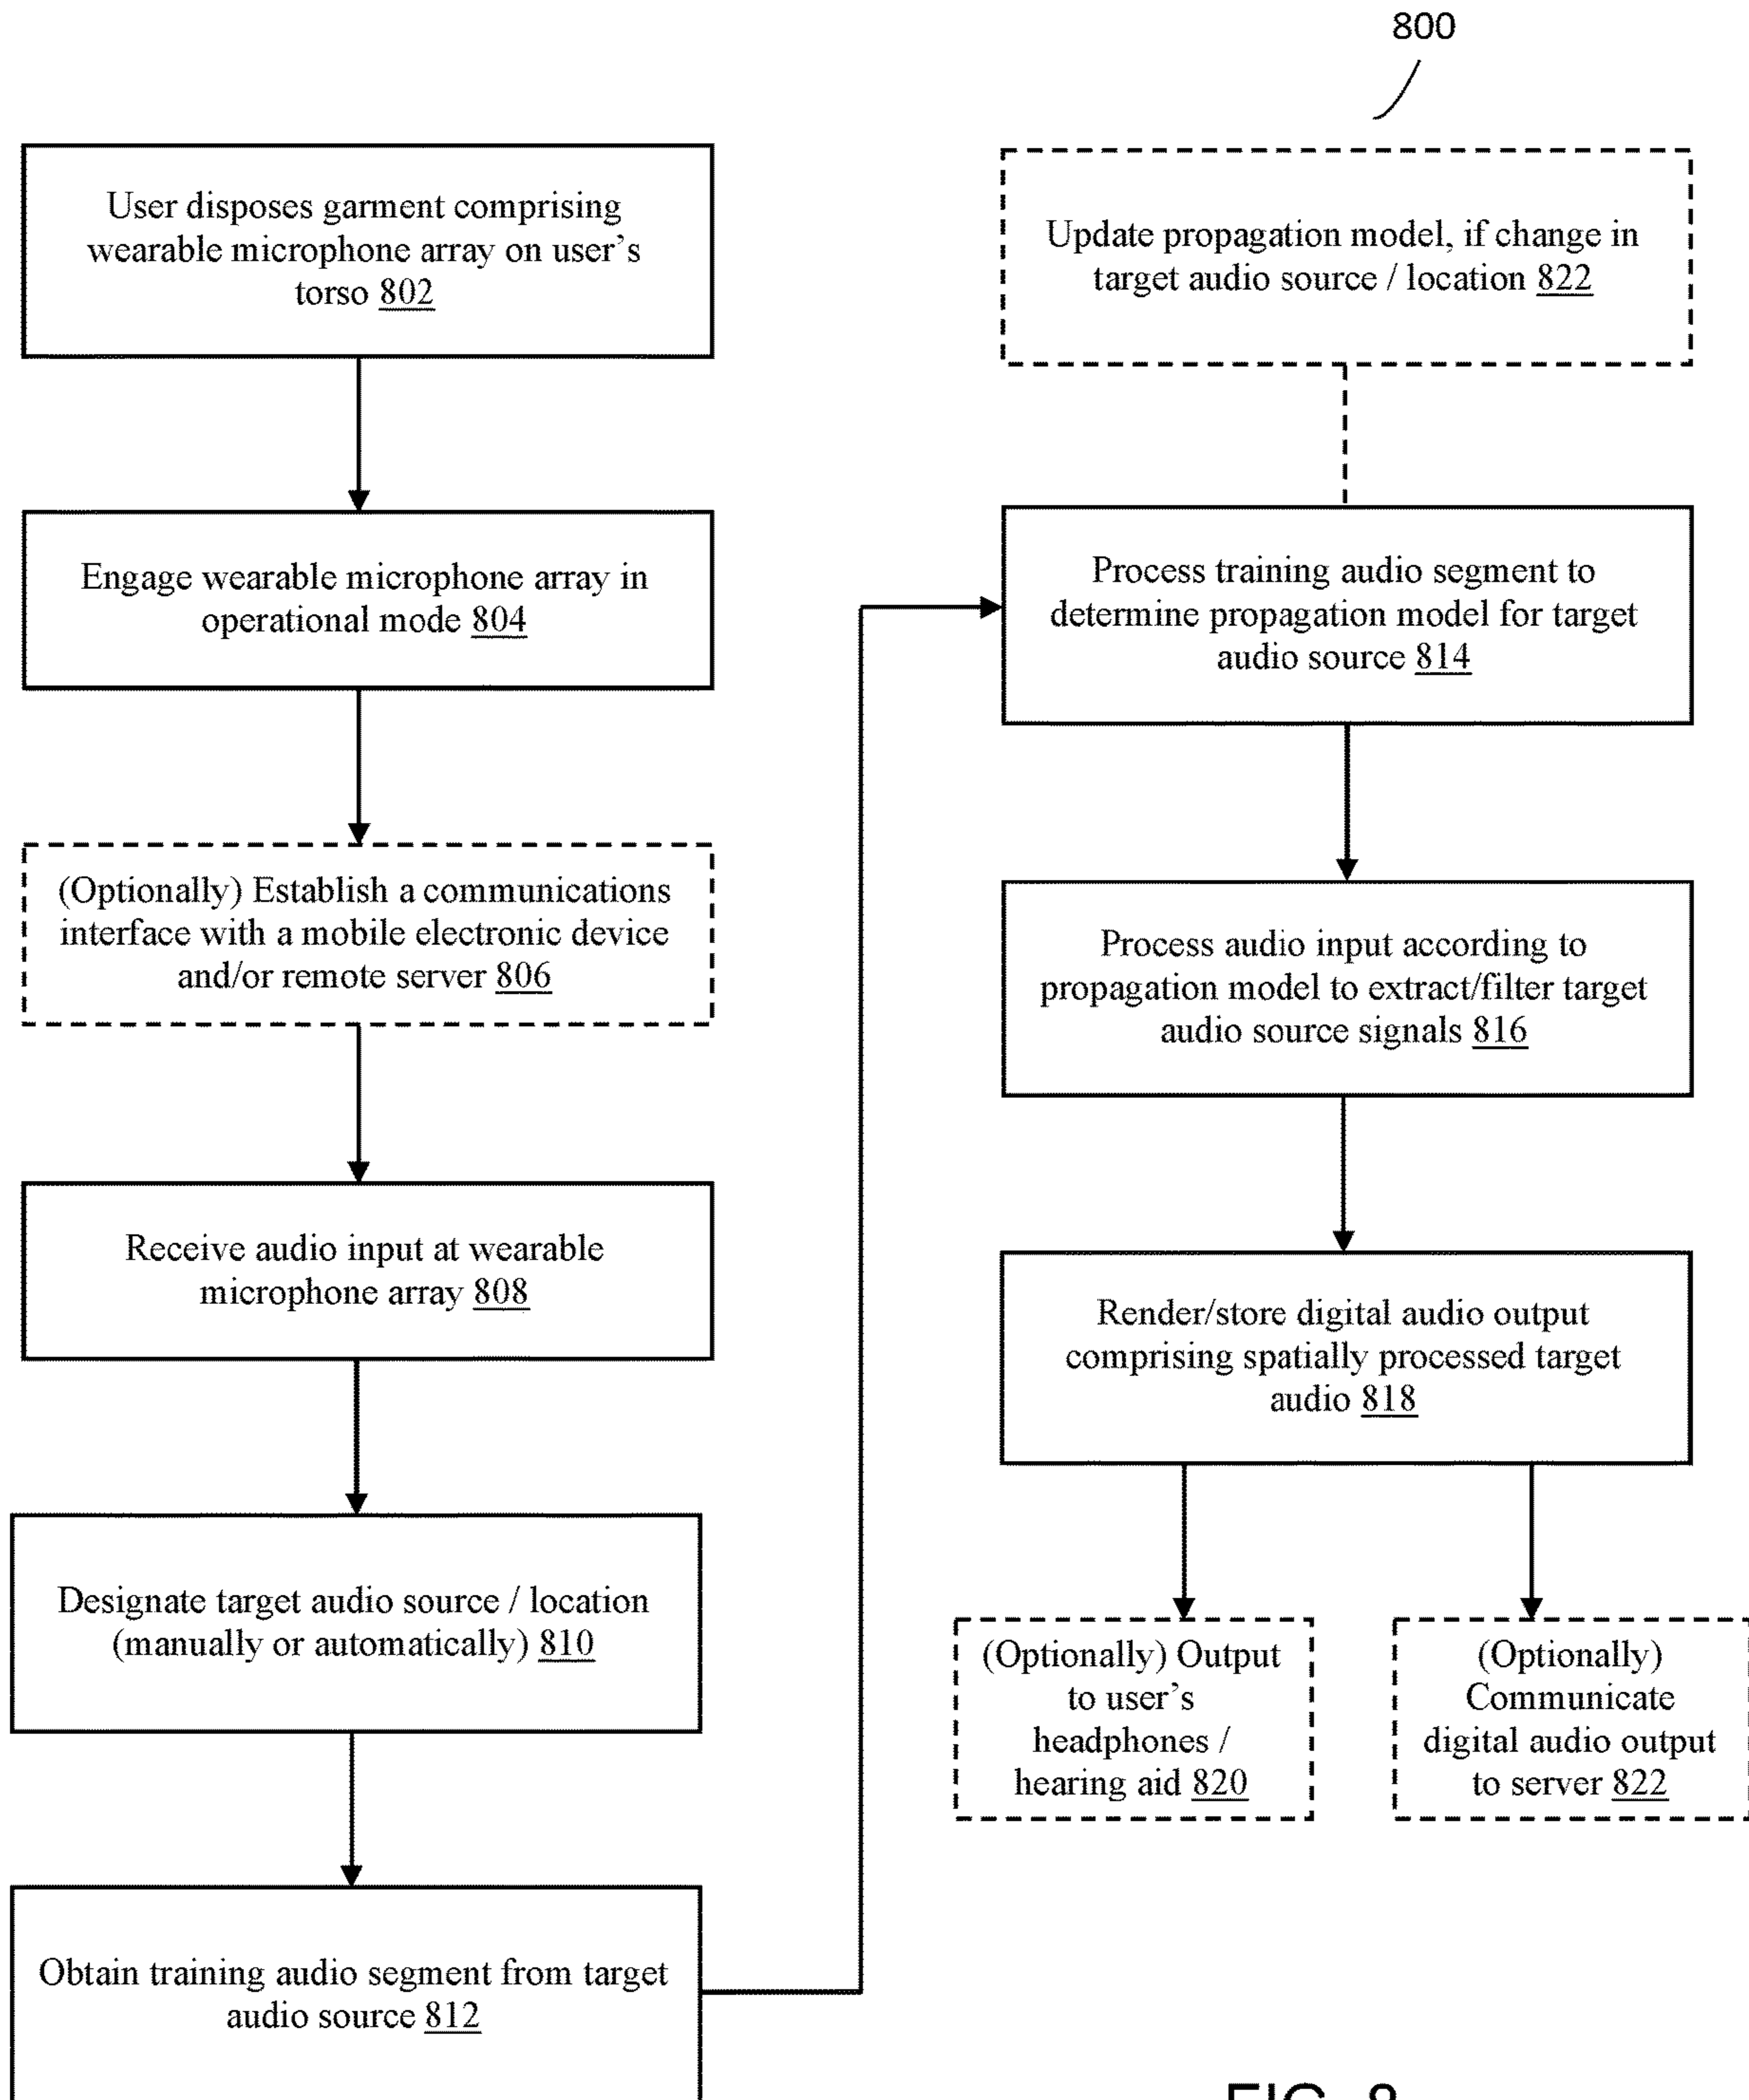 800
User disposes garment comprising
wearable microphone array on user's
torso 802
Engage wearable microphone array in
operational mode 804
(Optionally) Establish a communications
interface with a mobile electronic device
and/or remote server 806
Receive audio input at wearable
microphone array 808
Designate target audio source / location
(manually or automatically) 810
Obtain training audio segment from target
audio source 812
Update propagation model, if change in
target audio source / location 822
Process training audio segment to
determine propagation model for target
audio source 814
Process audio input according to
propagation model to extract/filter target
audio source signals 816
Render/store digital audio output
comprising spatially processed target
audio 818
(Optionally) Output
to user's
headphones /
hearing aid 820
(Optionally)
Communicate
digital audio output
to server 822
FIG. 8